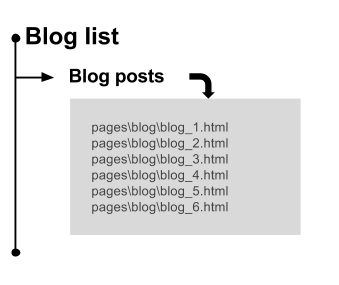 Blog list
Blog posts
pages\blog\blog_1.html
pages\blog\blog_2.html
pages\blog\blog_3.html
pages\blog\blog_4.html
pages\blog\blog_5.html
pages\blog\blog_6.html